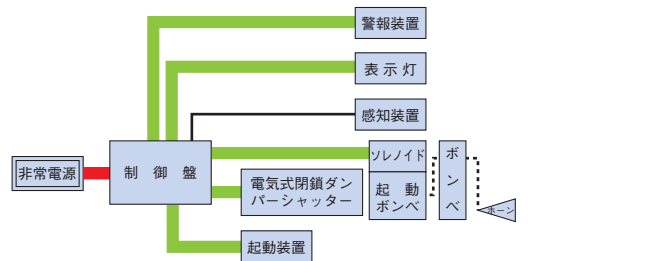 警報装置
表示灯
感知装置
非常電源
制御盤
ソレノイド
起動
ボンベ
ボンベ
ホーン
電気式閉鎖ダン
パーシャッター
起動装置